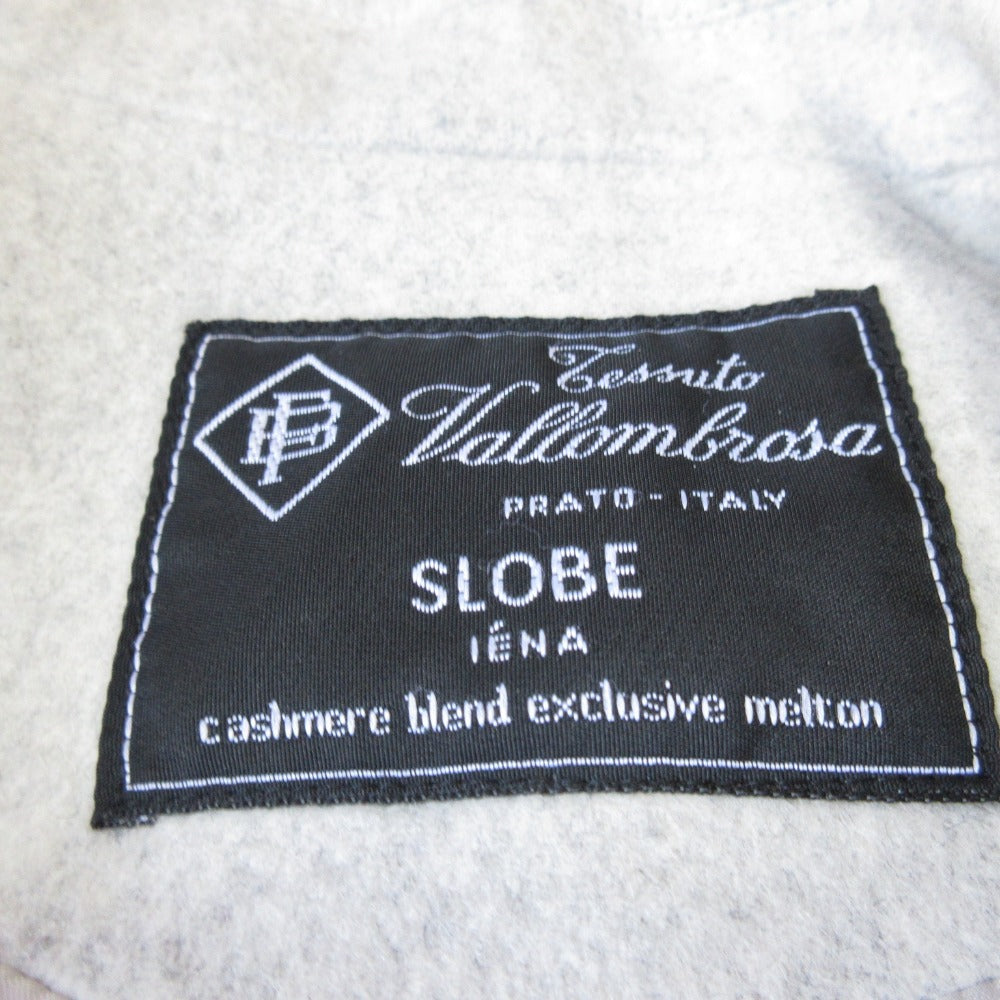 Tessuto
Vallombrosa
PRATO - ITALY
SLOBE
IÉNA
cashmere blend exclusive melton